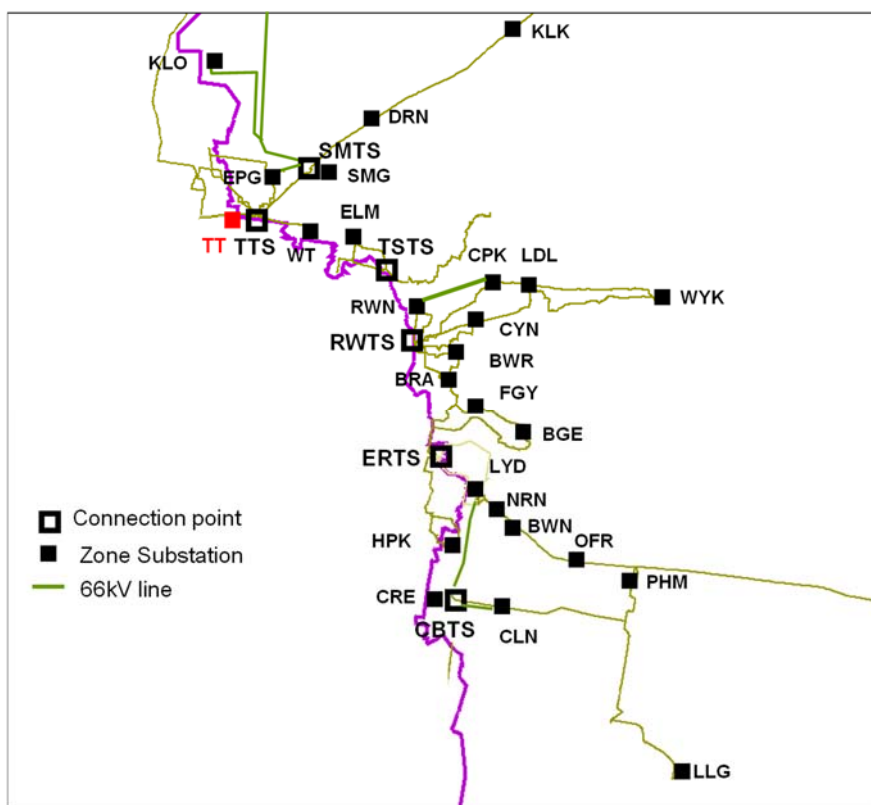 KLK
KLO
DRN
SMTS
EPG
SMG
ELM
TT
TTS
WT
TSTS
CPK
LDL
RWN
WYK
CYN
RWTS
BWR
BRA
FGY
BGE
ERTS
LYD
NRN
BWN
Connection point
HPK
OFR
Zone Substation
PHM
66kV line
CRE
CBTS
CLN
LLG